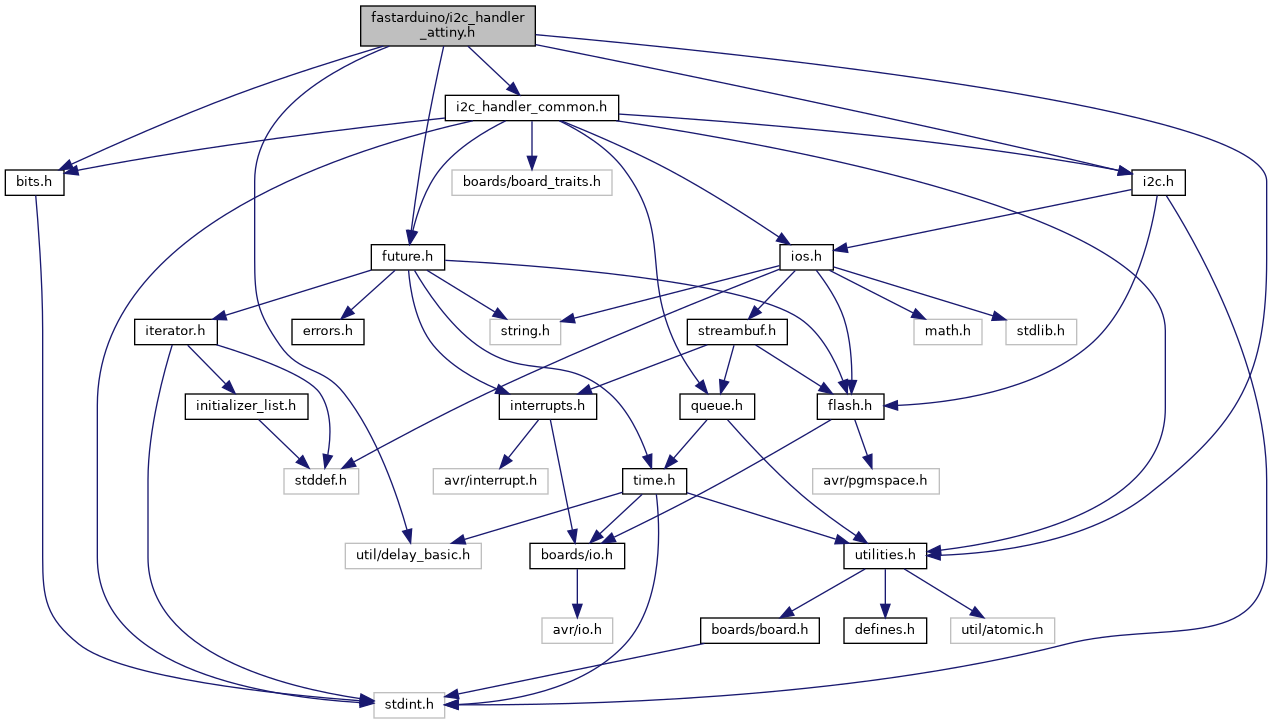 fastarduino/i2c_handler
_attiny.h
i2c_handler_common.h
bits.h
boards/board_traits.h
i2c.h
future.h
ios.h
iterator.h
errors.h
string.h
streambuf.h
math.h
stdlib.h
initializer_list.h
interrupts.h
queue.h
flash.h
stddef.h
avr/interrupt.h
time.h
avr/pgmspace.h
util/delay_basic.h
boards/io.h
utilities.h
avr/io.h
boards/board.h
defines.h
util/atomic.h
stdint.h